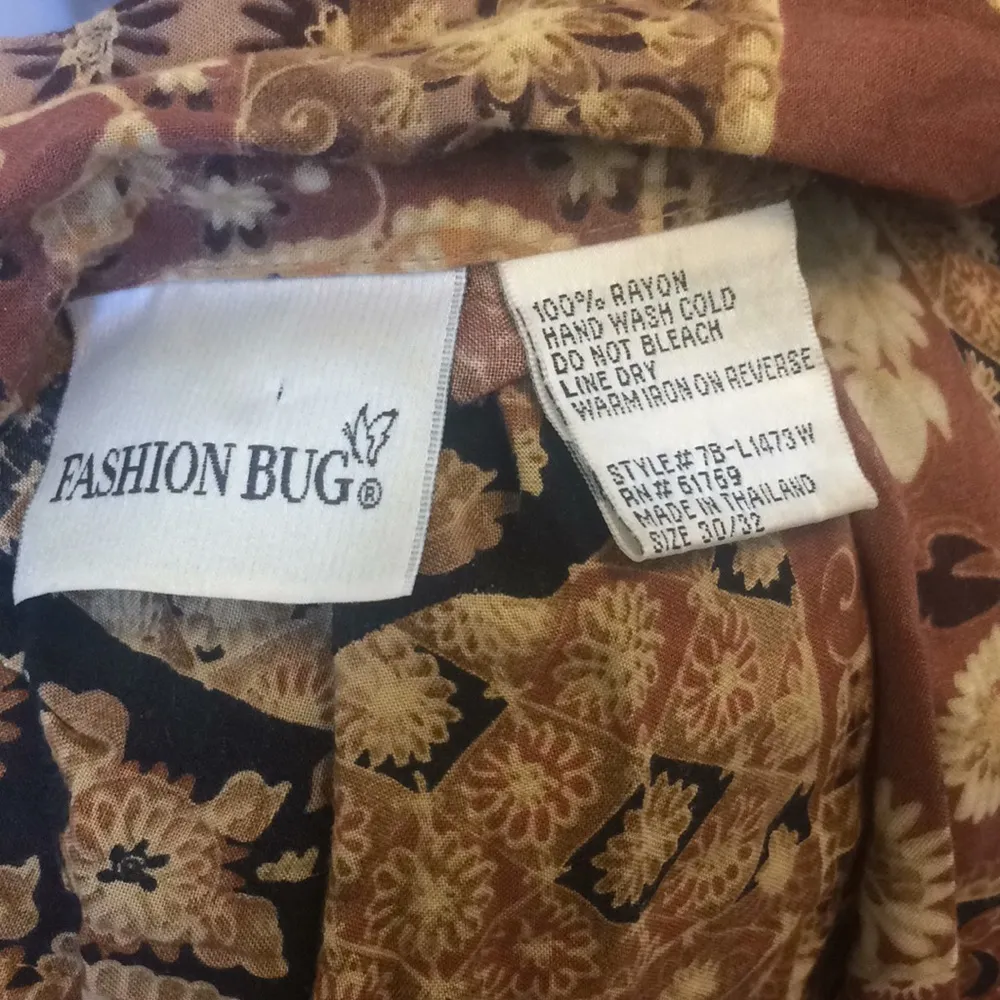 FASHION BUG®
100% RAYON
HAND WASH COLD
DO NOT BLEACH
LINE DRY
WARM IRON ON REVERSE
STYLE# 7B-L1473W
RN# 61769
MADE IN THAILAND
SIZE 30/32